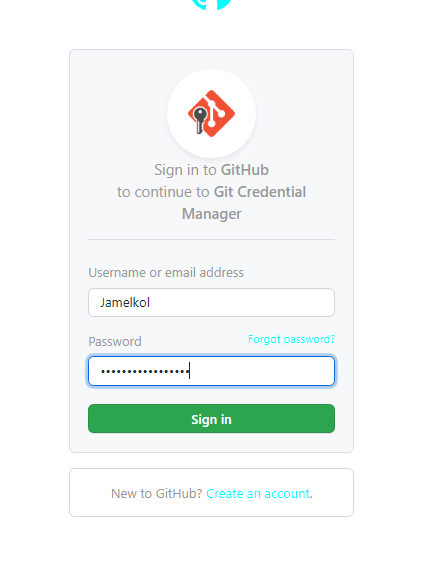 Sign in to GitHub
to continue to Git Credential
Manager
Username or email address
Jamelkol
Password
Forgot password?
•••••••••••••••••
Sign in
New to GitHub? Create an account.